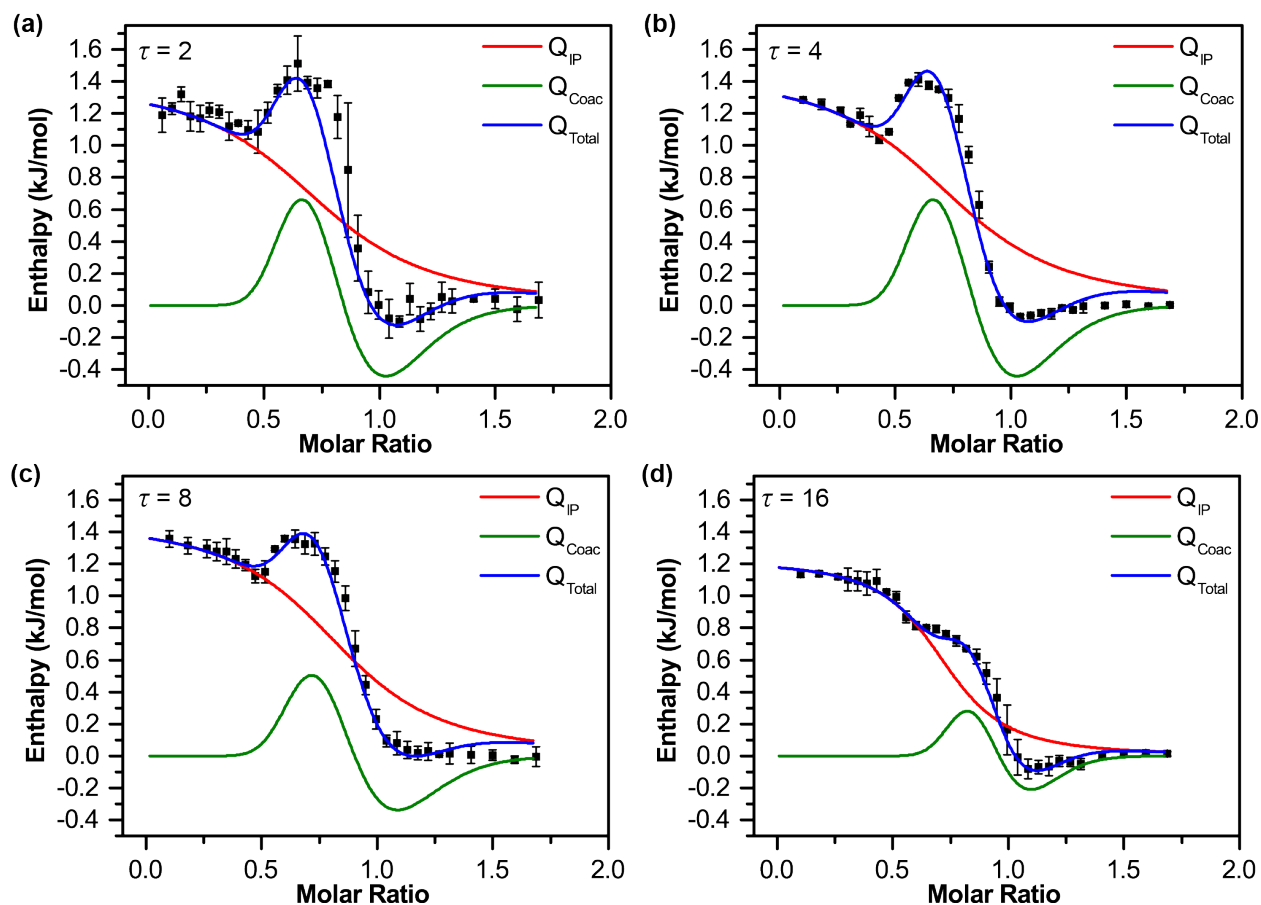 (a)
τ = 2
Q_IP
Q_Coac
Q_Total
1.6
1.4
1.2
1.0
0.8
0.6
0.4
0.2
0.0
-0.2
-0.4
Enthalpy (kJ/mol)
0.0 0.5 1.0 1.5 2.0
Molar Ratio
(b)
τ = 4
Q_IP
Q_Coac
Q_Total
1.6
1.4
1.2
1.0
0.8
0.6
0.4
0.2
0.0
-0.2
-0.4
Enthalpy (kJ/mol)
0.0 0.5 1.0 1.5 2.0
Molar Ratio
(c)
τ = 8
Q_IP
Q_Coac
Q_Total
1.6
1.4
1.2
1.0
0.8
0.6
0.4
0.2
0.0
-0.2
-0.4
Enthalpy (kJ/mol)
0.0 0.5 1.0 1.5 2.0
Molar Ratio
(d)
τ = 16
Q_IP
Q_Coac
Q_Total
1.6
1.4
1.2
1.0
0.8
0.6
0.4
0.2
0.0
-0.2
-0.4
Enthalpy (kJ/mol)
0.0 0.5 1.0 1.5 2.0
Molar Ratio